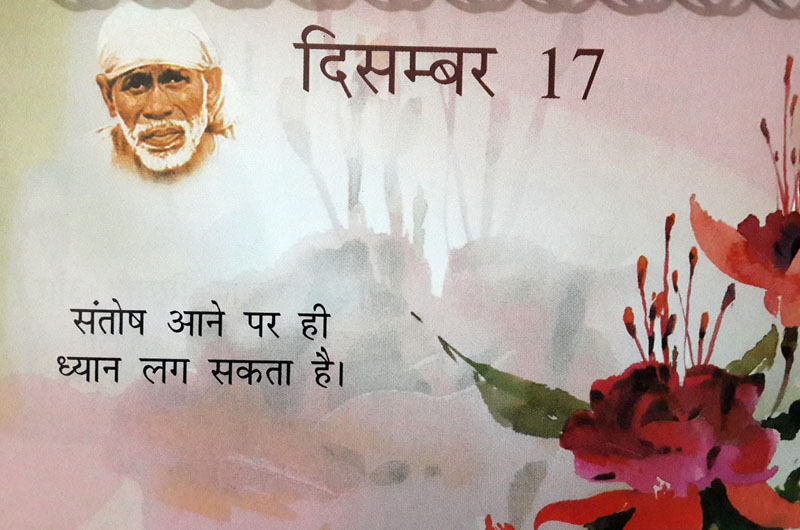 दिसम्बर 17
संतोष आने पर ही
ध्यान लग सकता है।